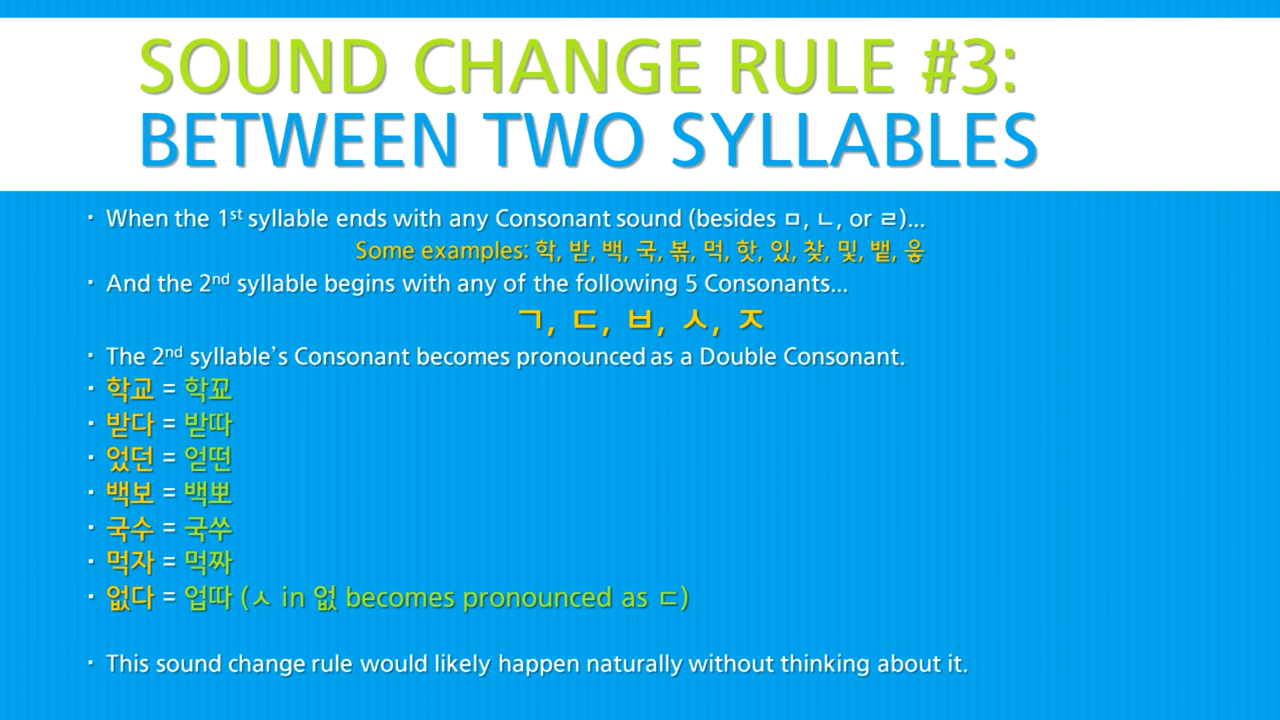 SOUND CHANGE RULE #3:
BETWEEN TWO SYLLABLES
· When the 1st syllable ends with any Consonant sound (besides ㅁ, ㄴ, or ㄹ)...
Some examples: 학, 받, 백, 국, 볶, 먹, 핫, 있, 찾, 및, 뱉, 읗
· And the 2nd syllable begins with any of the following 5 Consonants...
ㄱ, ㄷ, ㅂ, ㅅ, ㅈ
· The 2nd syllable's Consonant becomes pronounced as a Double Consonant.
· 학교 = 학꾜
· 받다 = 받따
· 었던 = 얻떤
· 백보 = 백뽀
· 국수 = 국쑤
· 먹자 = 먹짜
· 없다 = 업따 (ㅅ in 없 becomes pronounced as ㄷ)
· This sound change rule would likely happen naturally without thinking about it.